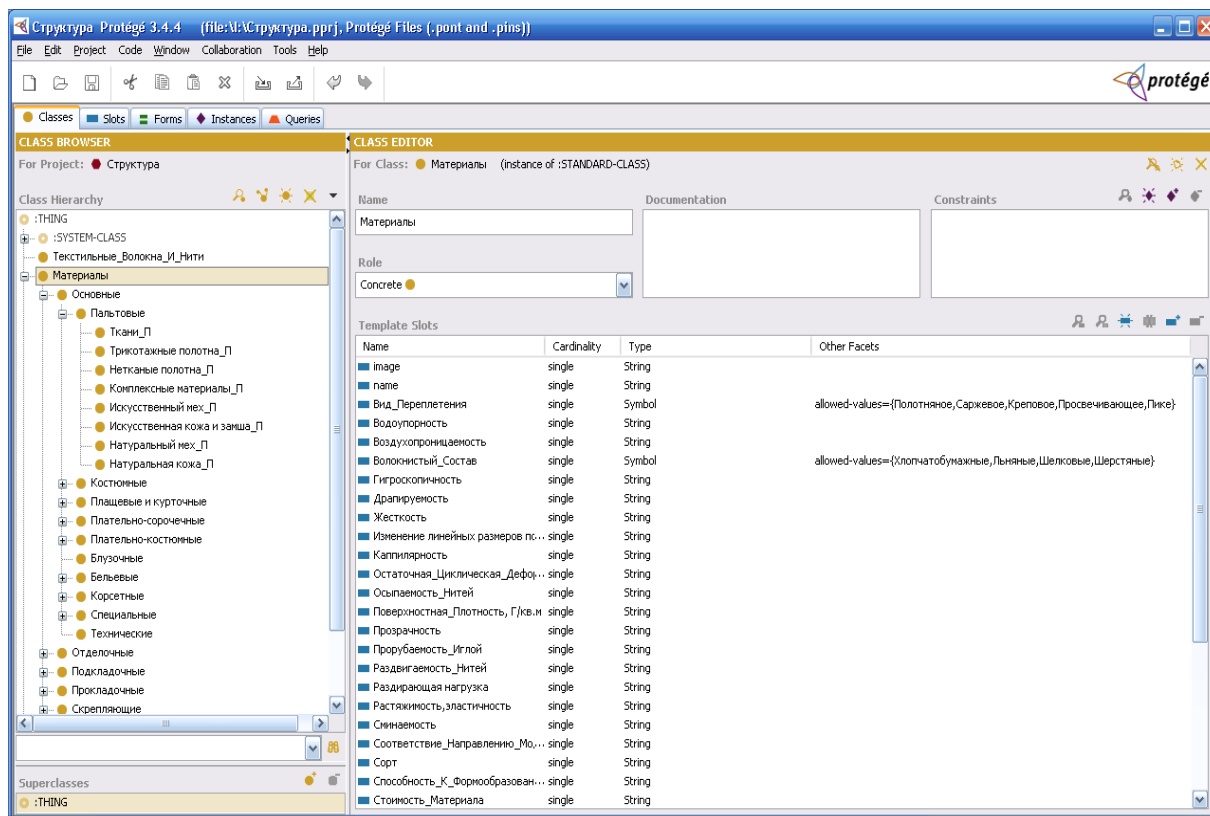 Структура Protégé 3.4.4 (file:\I:\Структура.pprj, Protégé Files (.pont and .pins))
File Edit Project Code Window Collaboration Tools Help
protégé
Classes Slots Forms Instances Queries
CLASS BROWSER
For Project: Структура
Class Hierarchy
:THING
:SYSTEM-CLASS
Текстильные_Волокна_И_Нити
Материалы
Основные
Пальтовые
Ткани_П
Трикотажные полотна_П
Нетканые полотна_П
Комплексные материалы_П
Искусственный мех_П
Искусственная кожа и замша_П
Натуральный мех_П
Натуральная кожа_П
Костюмные
Плащевые и курточные
Плательно-сорочечные
Плательно-костюмные
Блузочные
Бельевые
Корсетные
Специальные
Технические
Отделочные
Подкладочные
Прокладочные
Скрепляющие
Superclasses
:THING
CLASS EDITOR
For Class: Материалы (instance of :STANDARD-CLASS)
Name Documentation Constraints
Материалы
Role
Concrete
Template Slots
Name Cardinality Type Other Facets
image single String
name single String
Вид_Переплетения single Symbol allowed-values={Полотняное,Саржевое,Креповое,Просвечивающее,Пике}
Водоупорность single String
Воздухопроницаемость single String
Волокнистый_Состав single Symbol allowed-values={Хлопчатобумажные,Льняные,Шелковые,Шерстяные}
Гигроскопичность single String
Драпируемость single String
Жесткость single String
Изменение линейных размеров пс... single String
Каппилярность single String
Остаточная_Циклическая_Дефор... single String
Осыпаемость_Нитей single String
Поверхностная_Плотность, Г/кв.м single String
Прозрачность single String
Прорубаемость_Иглой single String
Раздвигаемость_Нитей single String
Раздирающая нагрузка single String
Растяжимость,эластичность single String
Сминаемость single String
Соответствие_Направлению_Мо... single String
Сорт single String
Способность_К_Формообразован... single String
Стоимость_Материала single String